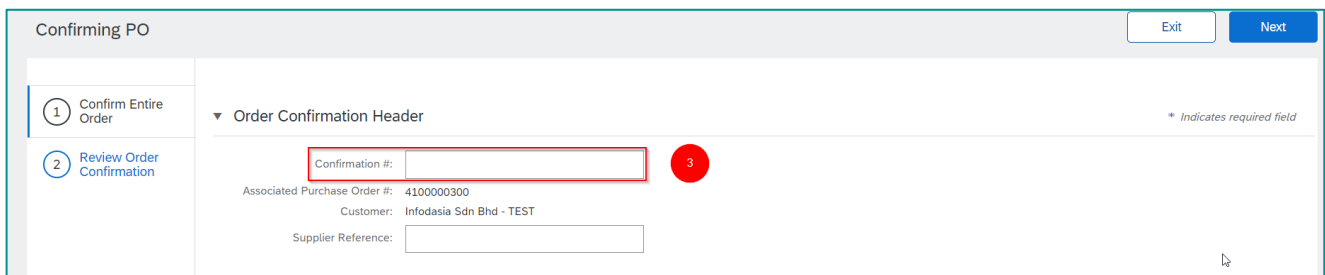 Confirming PO
Exit
Next
1
Confirm Entire
Order
2
Review Order
Confirmation
▼ Order Confirmation Header
* Indicates required field
Confirmation #:
3
Associated Purchase Order #: 4100000300
Customer: Infodasia Sdn Bhd - TEST
Supplier Reference: